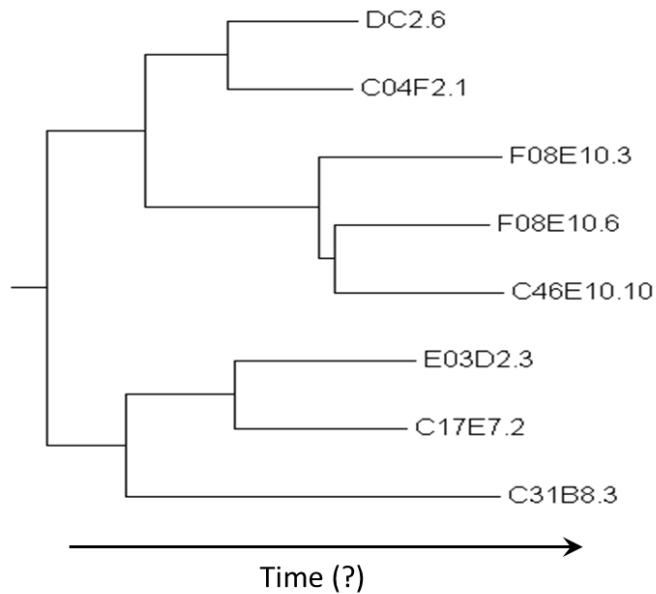 DC2.6
C04F2.1
F08E10.3
F08E10.6
C46E10.10
E03D2.3
C17E7.2
C31B8.3
Time (?)